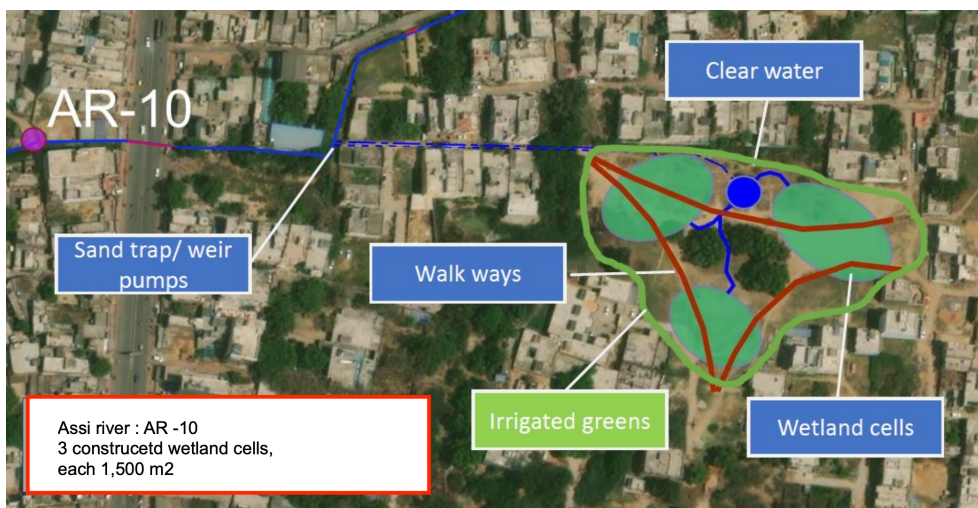 AR-10
Clear water
Sand trap/ weir
pumps
Walk ways
Irrigated greens
Wetland cells
Assi river : AR -10
3 construcetd wetland cells,
each 1,500 m2